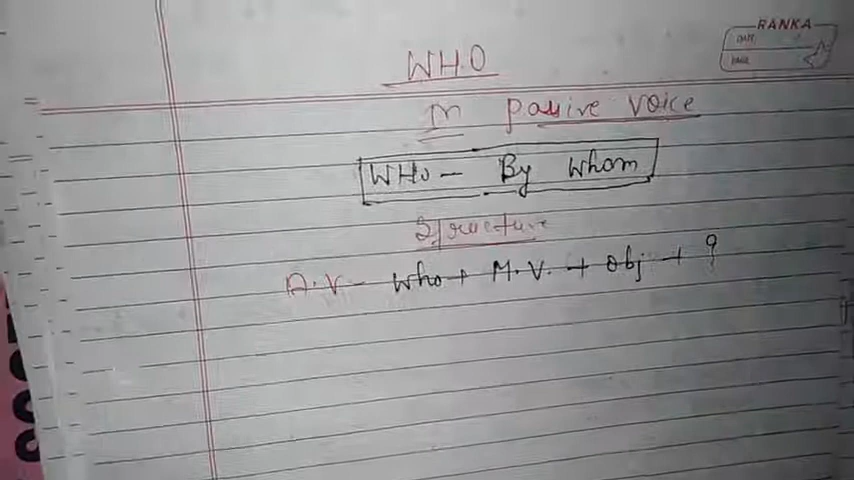 RANKA
DATE
PAGE
WHO
In Passive Voice
WHO - By Whom
Structure
A.V - Who + M.V. + Obj + ?